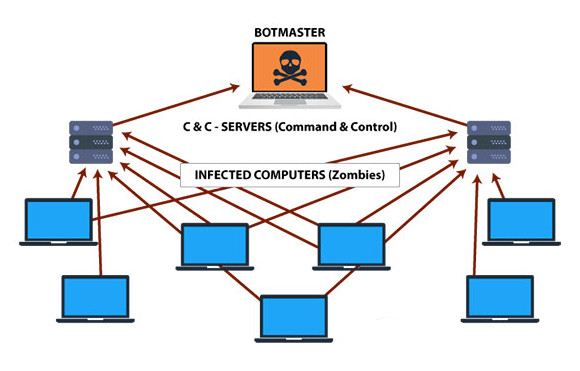 BOTMASTER
C & C - SERVERS (Command & Control)
INFECTED COMPUTERS (Zombies)